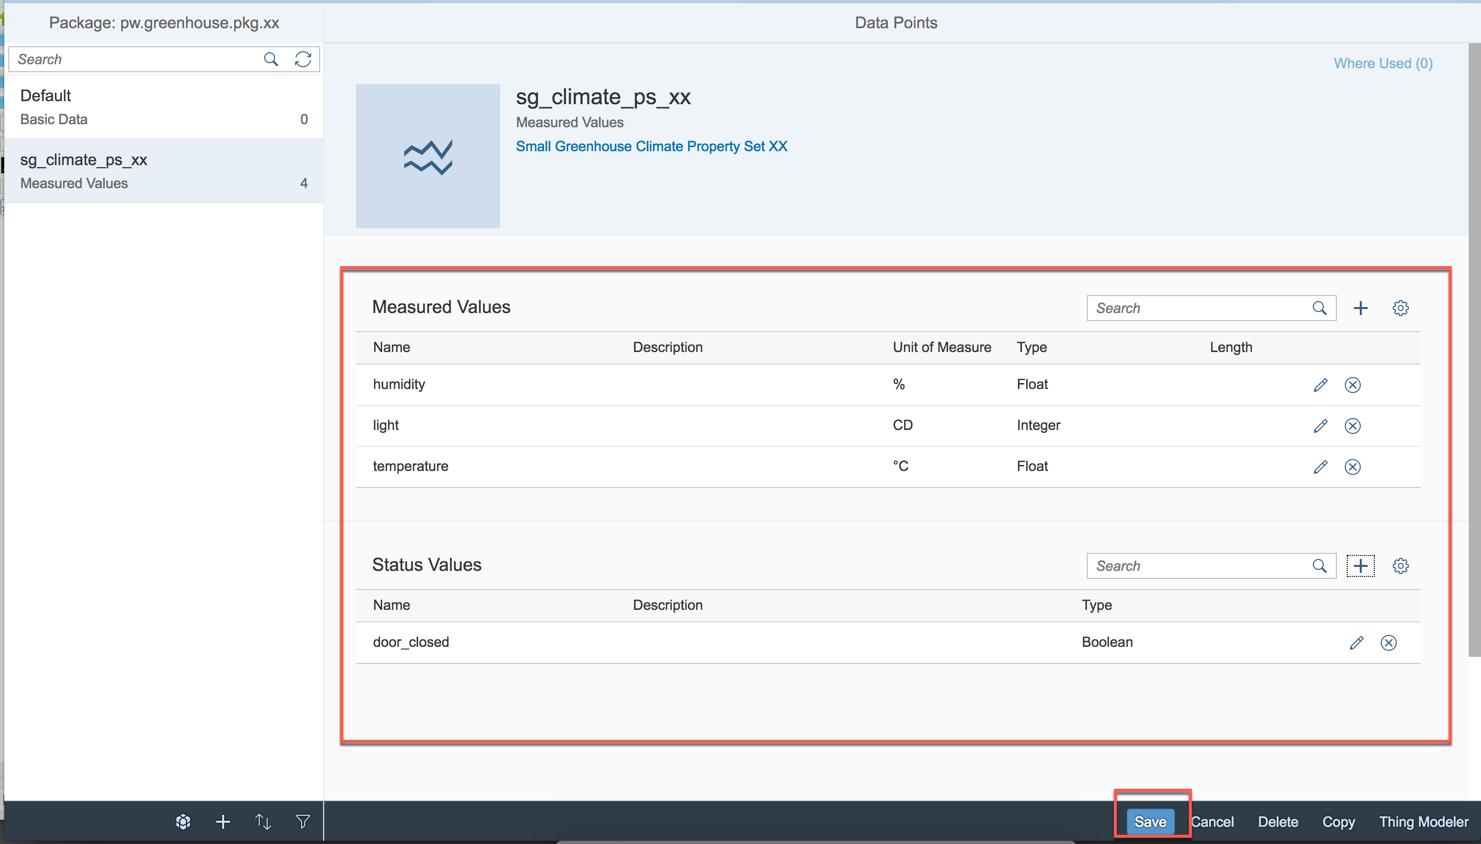 Package: pw.greenhouse.pkg.xx
Data Points
Search
Default
Basic Data 0
sg_climate_ps_xx
Measured Values 4
Where Used (0)
sg_climate_ps_xx
Measured Values
Small Greenhouse Climate Property Set XX
Measured Values
Search
Name Description Unit of Measure Type Length
humidity % Float
light CD Integer
temperature °C Float
Status Values
Search
Name Description Type
door_closed Boolean
Save Cancel Delete Copy Thing Modeler